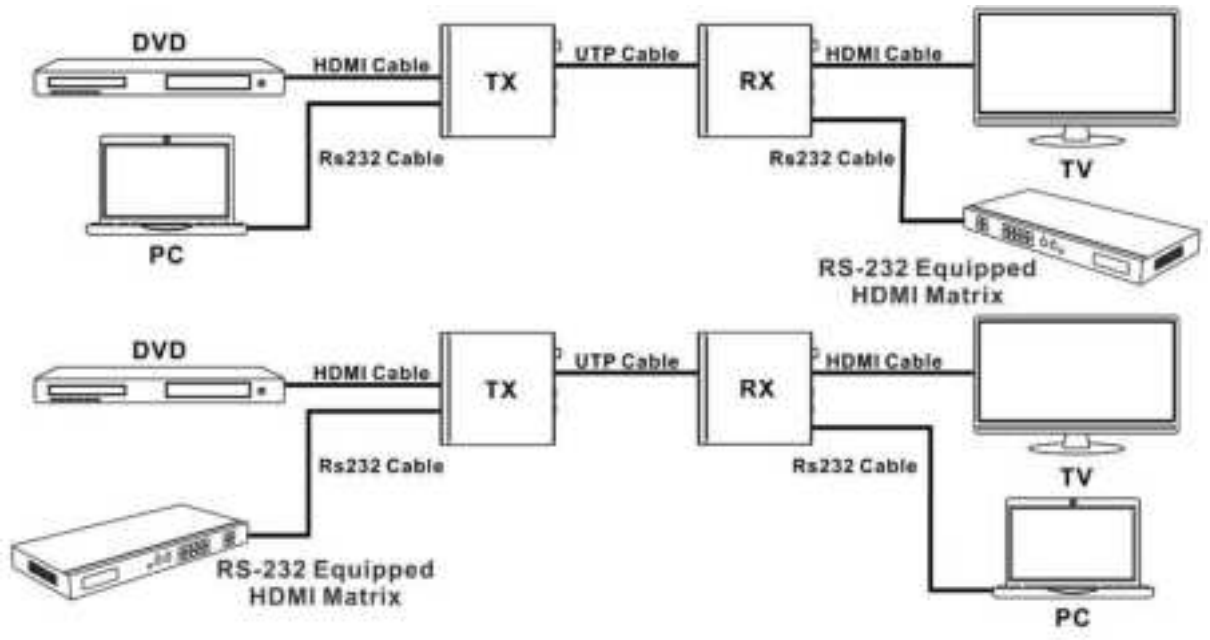 DVD
HDMI Cable
TX
UTP Cable
RX
HDMI Cable
Rs232 Cable
Rs232 Cable
TV
PC
RS-232 Equipped
HDMI Matrix
DVD
HDMI Cable
TX
UTP Cable
RX
HDMI Cable
Rs232 Cable
Rs232 Cable
TV
RS-232 Equipped
HDMI Matrix
PC